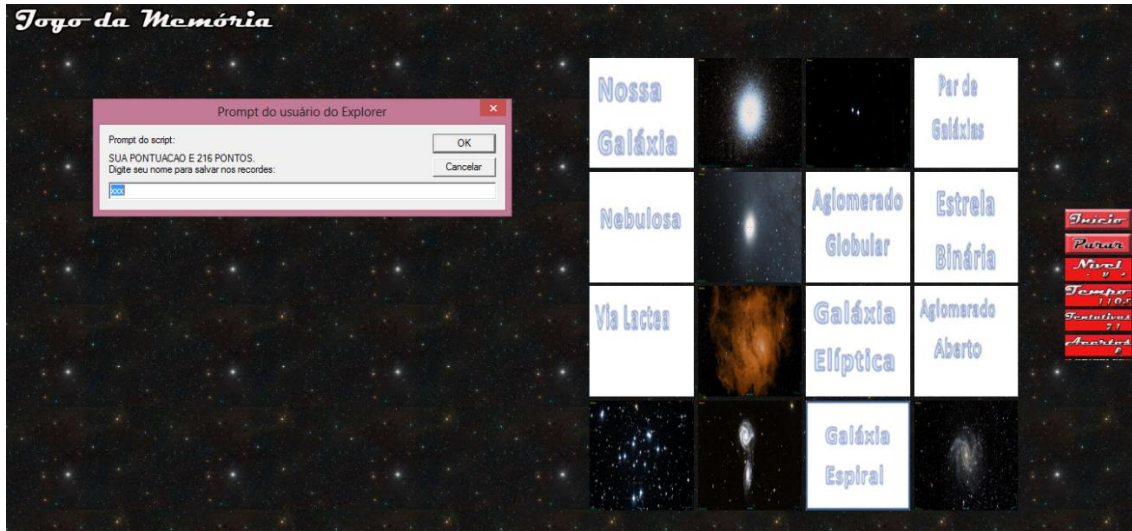 Jogo da Memória
Prompt do usuário do Explorer
Prompt do script:
SUA PONTUACAO E 216 PONTOS.
Digite seu nome para salvar nos recordes:
xxx
OK
Cancelar
Nossa
Galáxia
Par de
Galáxias
Nebulosa
Aglomerado
Globular
Estrela
Binária
Via Lactea
Galáxia
Elíptica
Aglomerado
Aberto
Galáxia
Espiral
Início
Parar
Nível
Tempo
Tentativas
Acertos